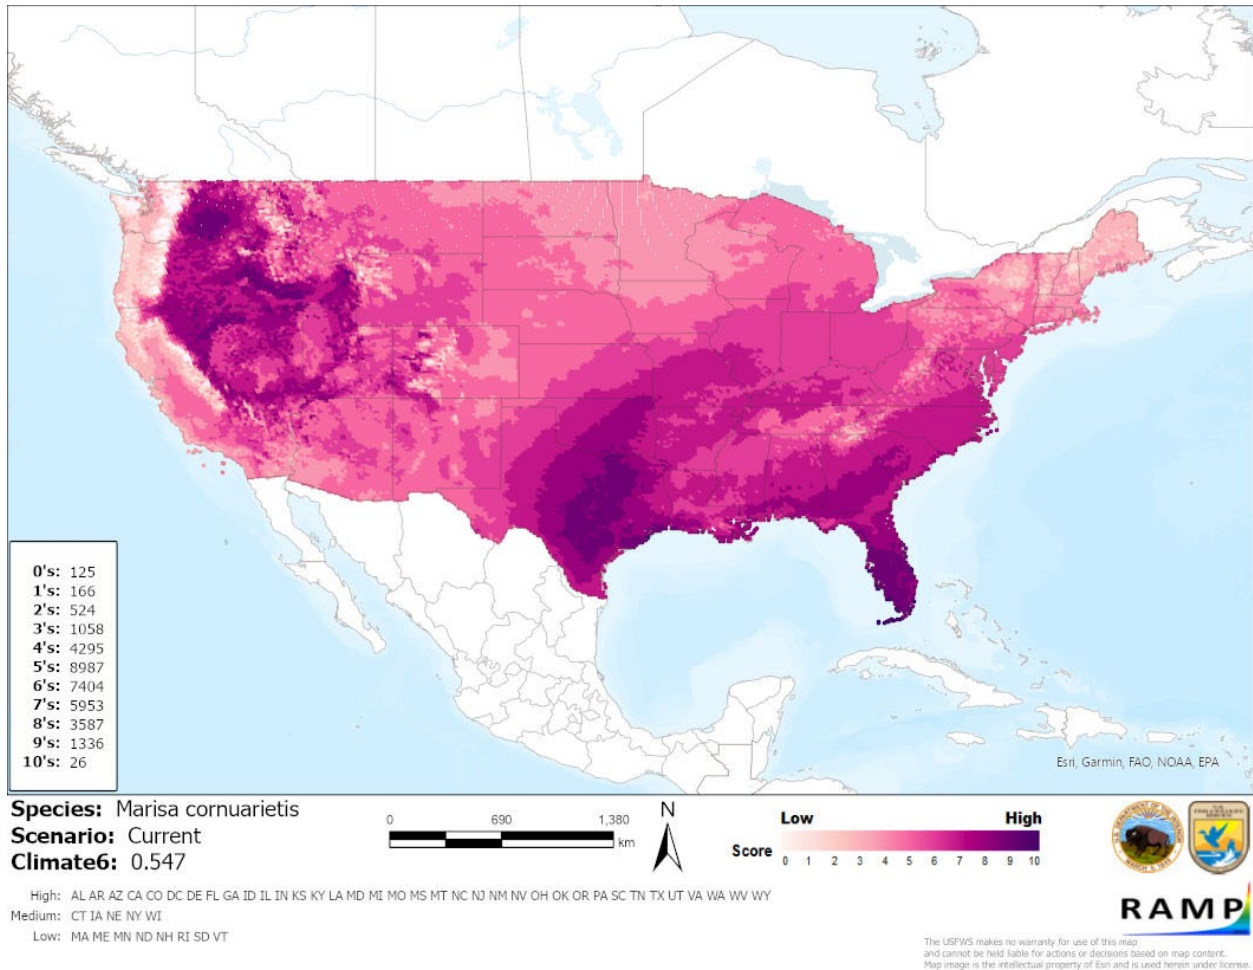 0's: 125
1's: 166
2's: 524
3's: 1058
4's: 4295
5's: 8987
6's: 7404
7's: 5953
8's: 3587
9's: 1336
10's: 26
Esri, Garmin, FAO, NOAA, EPA
Species: Marisa cornuarietis
Scenario: Current
Climate6: 0.547
0 690 1,380
km
N
Low High
Score 0 1 2 3 4 5 6 7 8 9 10
High: AL AR AZ CA CO DC DE FL GA ID IL IN KS KY LA MD MI MO MS MT NC NJ NM NV OH OK OR PA SC TN TX UT VA WA WV WY
Medium: CT IA NE NY WI
Low: MA ME MN ND NH RI SD VT
RAMP
The USFWS makes no warranty for use of this map
and cannot be held liable for actions or decisions based on map content.
Map image is the intellectual property of Esri and is used herein under license.